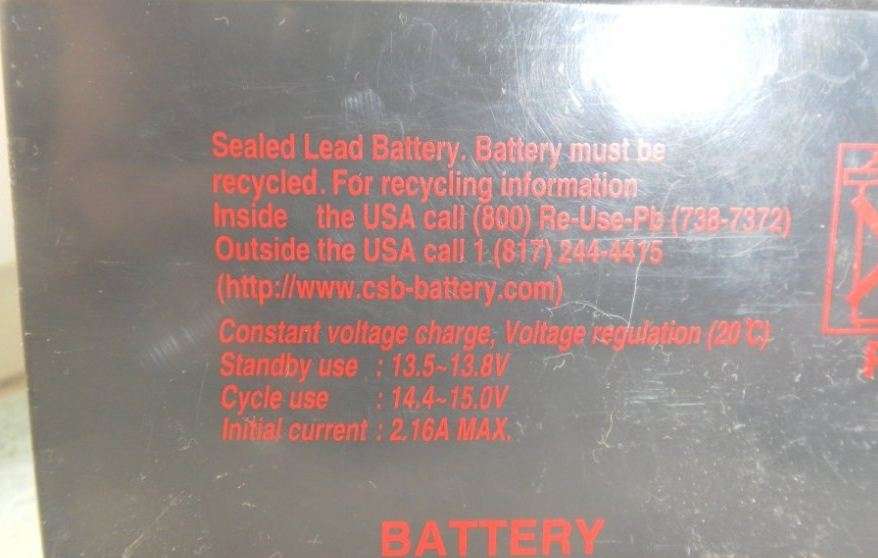 Sealed Lead Battery. Battery must be
recycled. For recycling information
Inside the USA call (800) Re-Use-Pb (738-7372)
Outside the USA call 1 (817) 244-4415
(http://www.csb-battery.com)
Constant voltage charge, Voltage regulation (20℃)
Standby use : 13.5~13.8V
Cycle use : 14.4~15.0V
Initial current : 2.16A MAX.
BATTERY